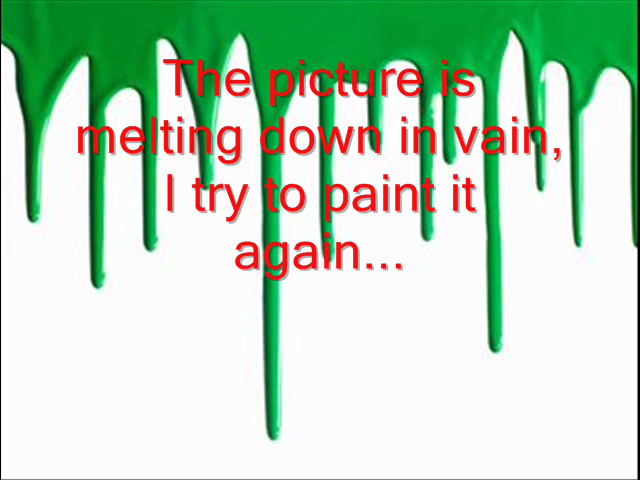 The picture is
melting down in vain,
I try to paint it
again...